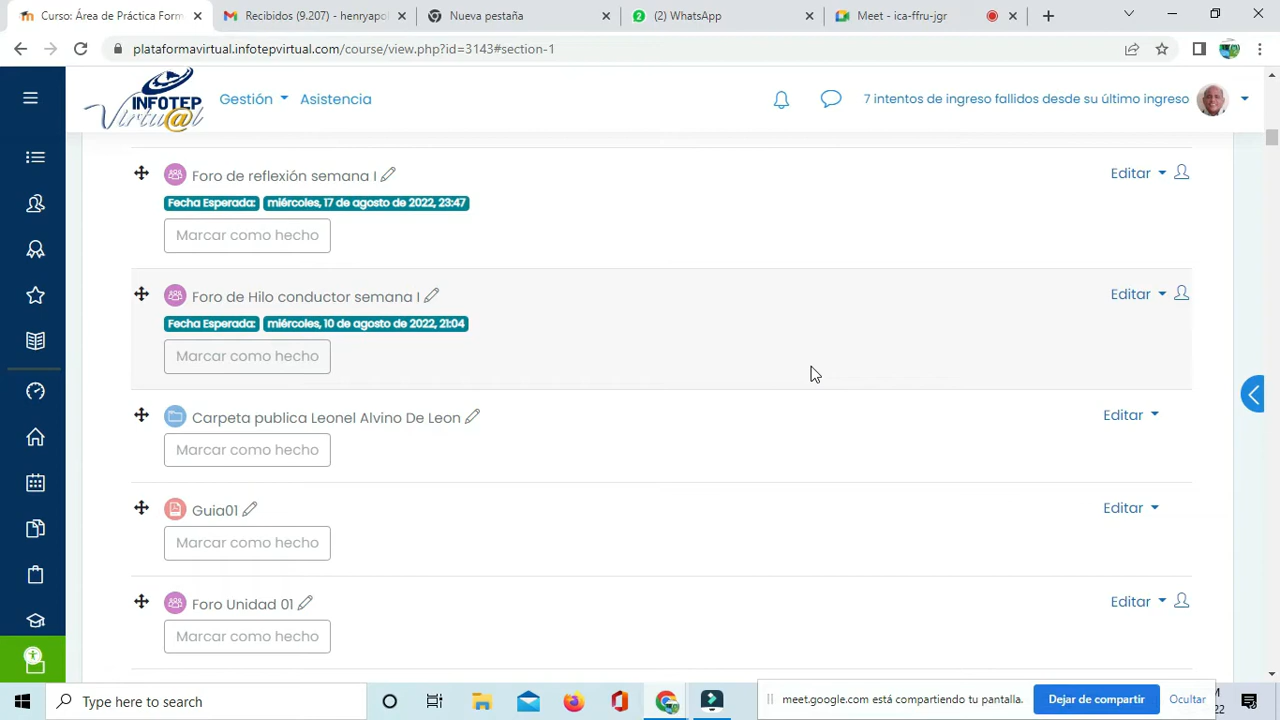 Curso: Área de Práctica Form
Recibidos (9.207) - henryapol
Nueva pestaña
(2) WhatsApp
Meet - ica-ffru-jgr
plataformavirtual.infotepvirtual.com/course/view.php?id=3143#section-1
INFOTEP
Virtu@l
Gestión
Asistencia
7 intentos de ingreso fallidos desde su último ingreso
Foro de reflexión semana I
Editar
Fecha Esperada: miércoles, 17 de agosto de 2022, 23:47
Marcar como hecho
Foro de Hilo conductor semana I
Editar
Fecha Esperada: miércoles, 10 de agosto de 2022, 21:04
Marcar como hecho
Carpeta publica Leonel Alvino De Leon
Editar
Marcar como hecho
Guia01
Editar
Marcar como hecho
Foro Unidad 01
Editar
Marcar como hecho
Type here to search
meet.google.com está compartiendo tu pantalla.
Dejar de compartir
Ocultar